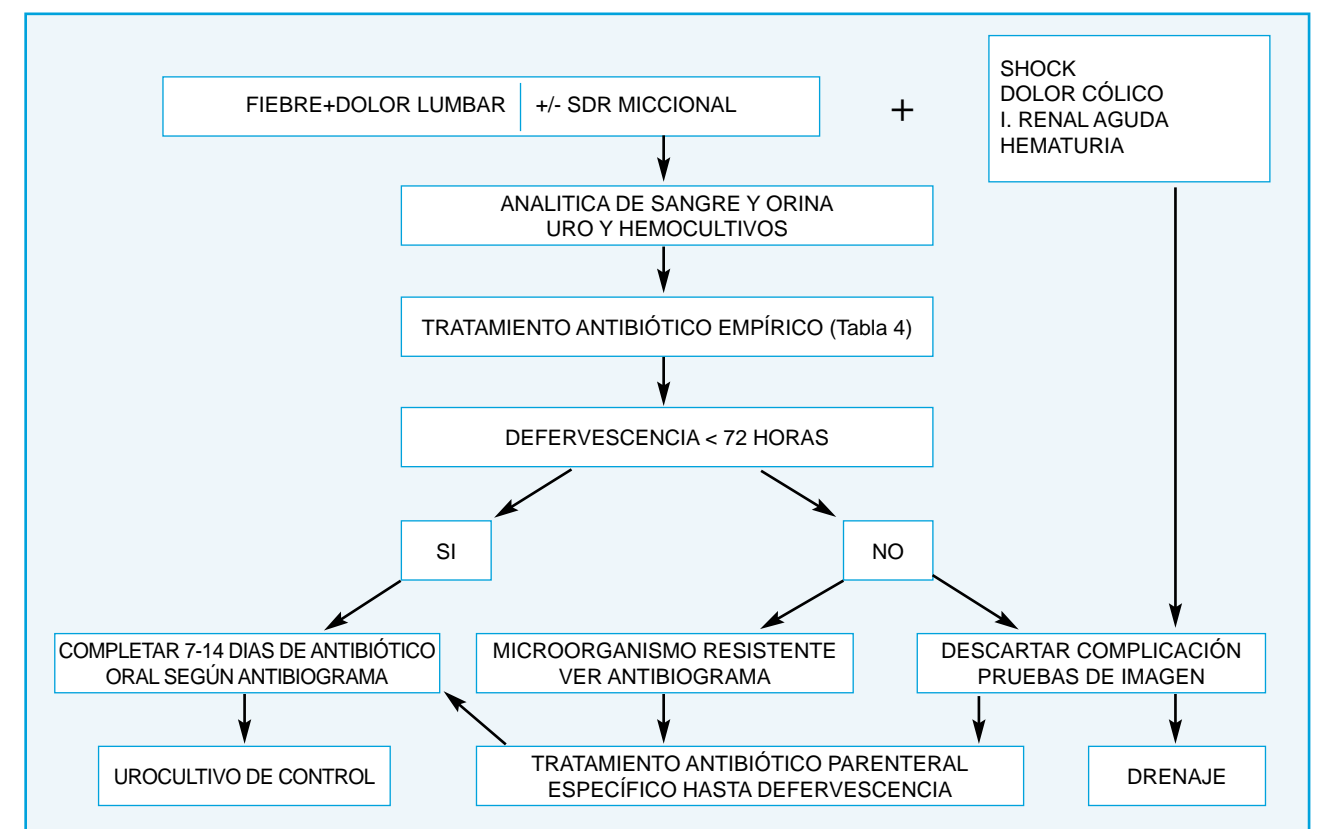 FIEBRE+DOLOR LUMBAR
+/- SDR MICCIONAL
+
SHOCK
DOLOR CÓLICO
I. RENAL AGUDA
HEMATURIA
ANALITICA DE SANGRE Y ORINA
URO Y HEMOCULTIVOS
TRATAMIENTO ANTIBIÓTICO EMPÍRICO (Tabla 4)
DEFERVESCENCIA < 72 HORAS
SI
NO
COMPLETAR 7-14 DIAS DE ANTIBIÓTICO
ORAL SEGÚN ANTIBIOGRAMA
MICROORGANISMO RESISTENTE
VER ANTIBIOGRAMA
DESCARTAR COMPLICACIÓN
PRUEBAS DE IMAGEN
UROCULTIVO DE CONTROL
TRATAMIENTO ANTIBIÓTICO PARENTERAL
ESPECÍFICO HASTA DEFERVESCENCIA
DRENAJE